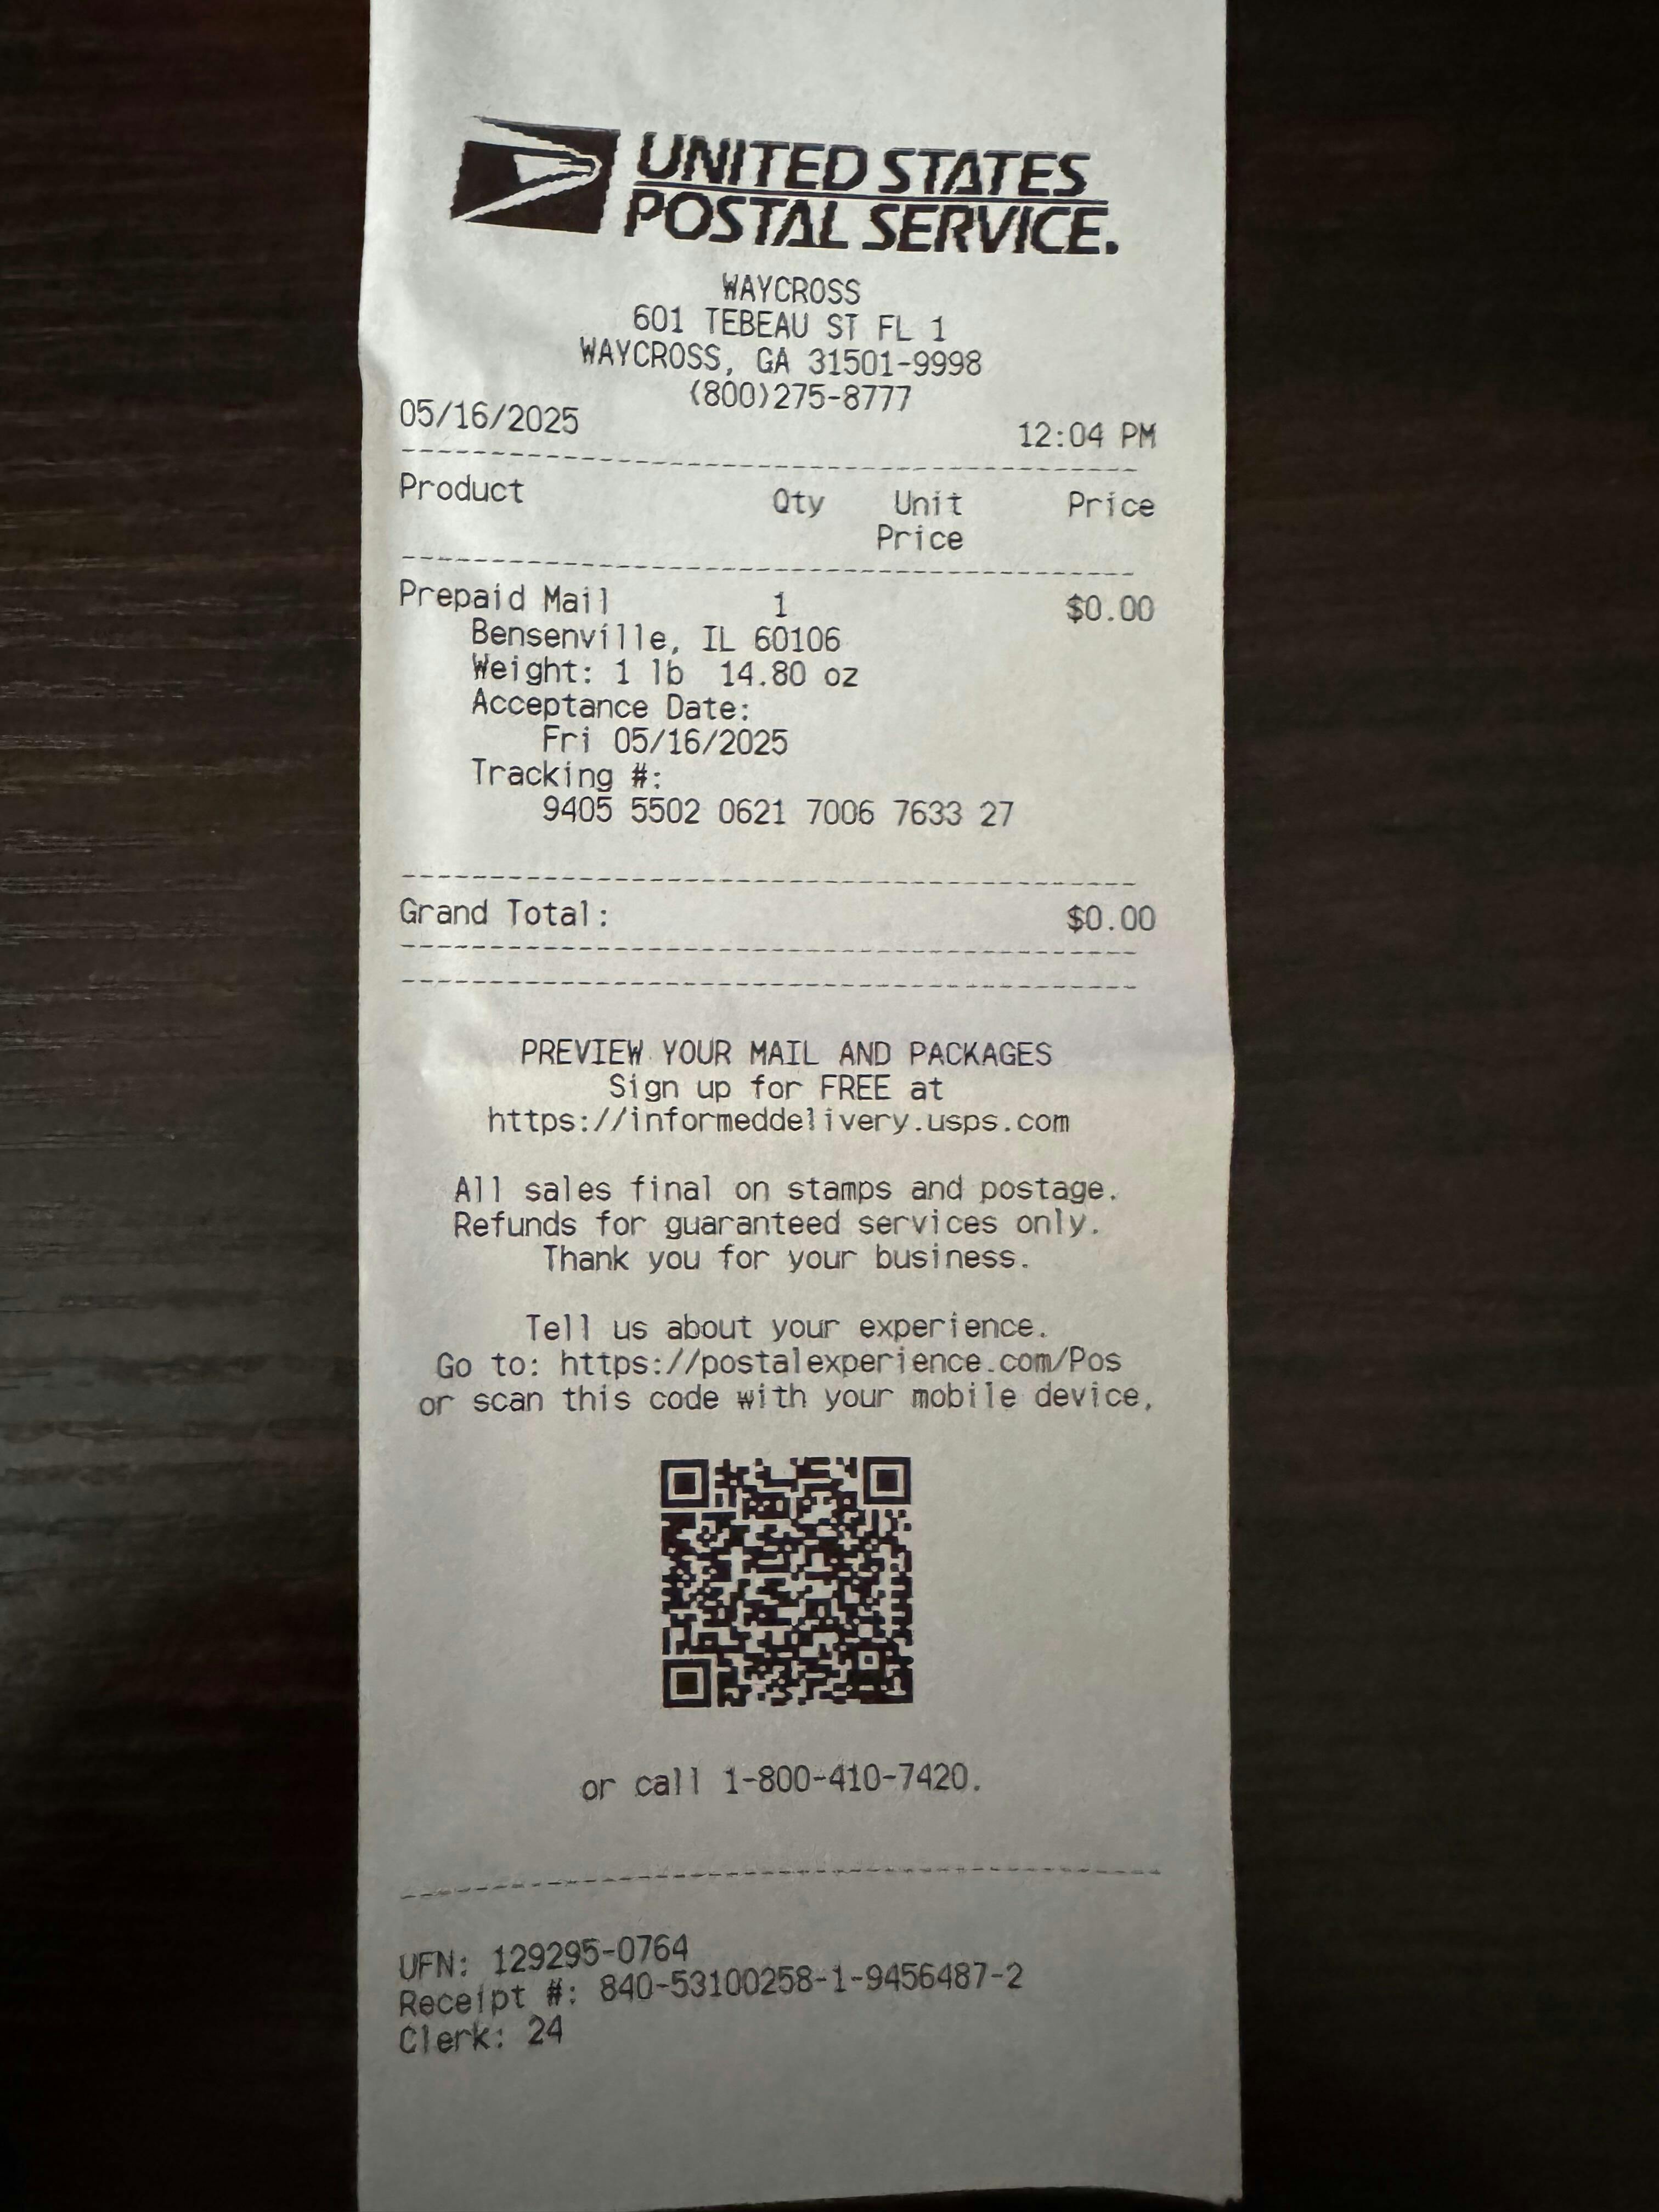 UNITED STATES
POSTAL SERVICE.
WAYCROSS
601 TEBEAU ST FL 1
WAYCROSS, GA 31501-9998
(800)275-8777
05/16/2025 12:04 PM
Product Qty Unit Price
Price
Prepaid Mail 1 $0.00
Bensenville, IL 60106
Weight: 1 lb 14.80 oz
Acceptance Date:
Fri 05/16/2025
Tracking #:
9405 5502 0621 7006 7633 27
Grand Total: $0.00
PREVIEW YOUR MAIL AND PACKAGES
Sign up for FREE at
https://informeddelivery.usps.com
All sales final on stamps and postage.
Refunds for guaranteed services only.
Thank you for your business.
Tell us about your experience.
Go to: https://postalexperience.com/Pos
or scan this code with your mobile device,
or call 1-800-410-7420.
UFN: 129295-0764
Receipt #: 840-53100258-1-9456487-2
Clerk: 24